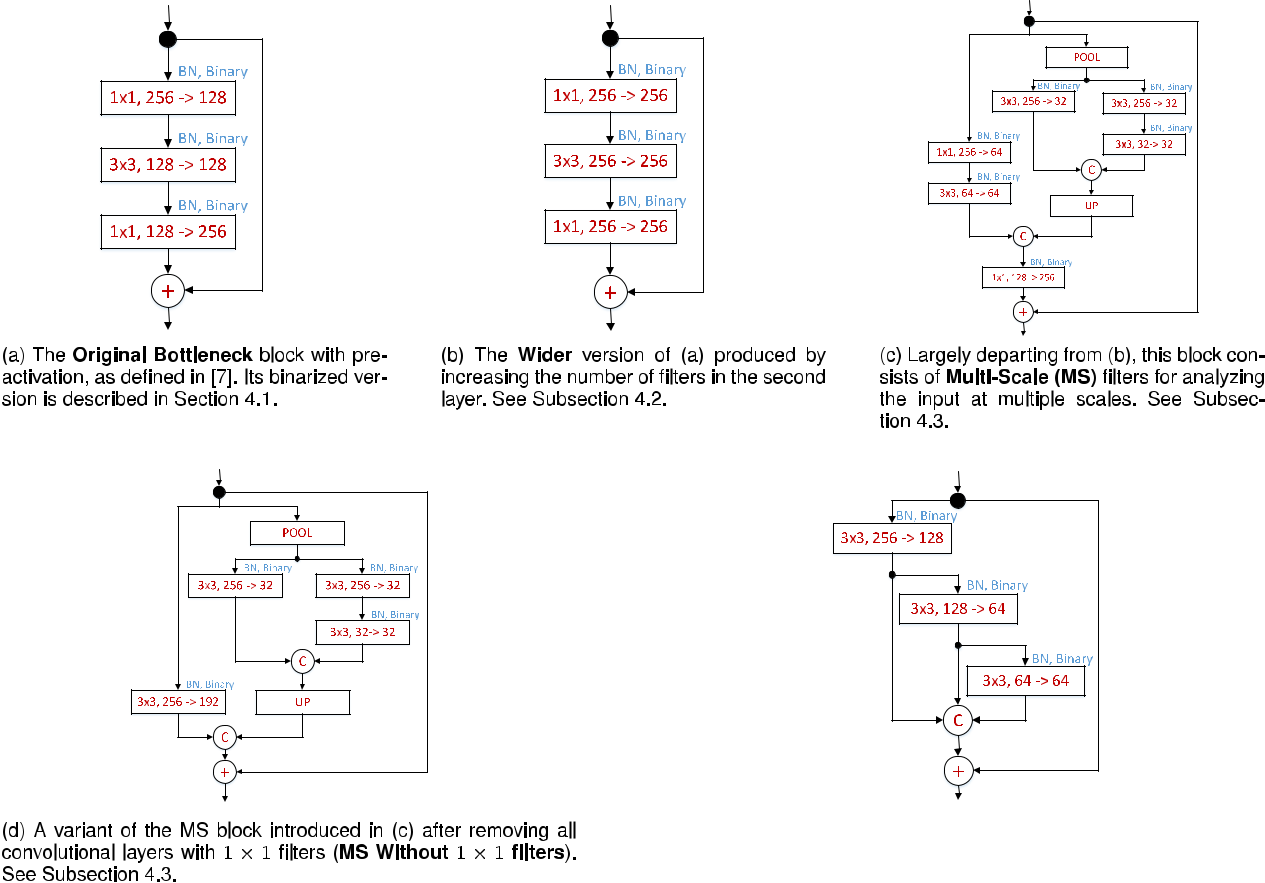 BN, Binary
1x1, 256 -> 128
BN, Binary
3x3, 128 -> 128
BN, Binary
1x1, 128 -> 256
+
(a) The Original Bottleneck block with pre-
activation, as defined in [7]. Its binarized ver-
sion is described in Section 4.1.
BN, Binary
1x1, 256 -> 256
BN, Binary
3x3, 256 -> 256
BN, Binary
1x1, 256 -> 256
+
(b) The Wider version of (a) produced by
increasing the number of filters in the second
layer. See Subsection 4.2.
POOL
BN, Binary
BN, Binary
3x3, 256 -> 32
3x3, 256 -> 32
BN, Binary
3x3, 32-> 32
BN, Binary
1x1, 256 -> 64
BN, Binary
3x3, 64 -> 64
C
UP
C
BN, Binary
1x1, 128 -> 256
+
(c) Largely departing from (b), this block con-
sists of Multi-Scale (MS) filters for analyzing
the input at multiple scales. See Subsec-
tion 4.3.
POOL
BN, Binary
BN, Binary
3x3, 256 -> 32
3x3, 256 -> 32
BN, Binary
3x3, 32-> 32
C
BN, Binary
3x3, 256 -> 192
UP
C
+
(d) A variant of the MS block introduced in (c) after removing all
convolutional layers with 1 × 1 filters (MS Without 1 × 1 filters).
See Subsection 4.3.
BN, Binary
3x3, 256 -> 128
BN, Binary
3x3, 128 -> 64
BN, Binary
3x3, 64 -> 64
C
+